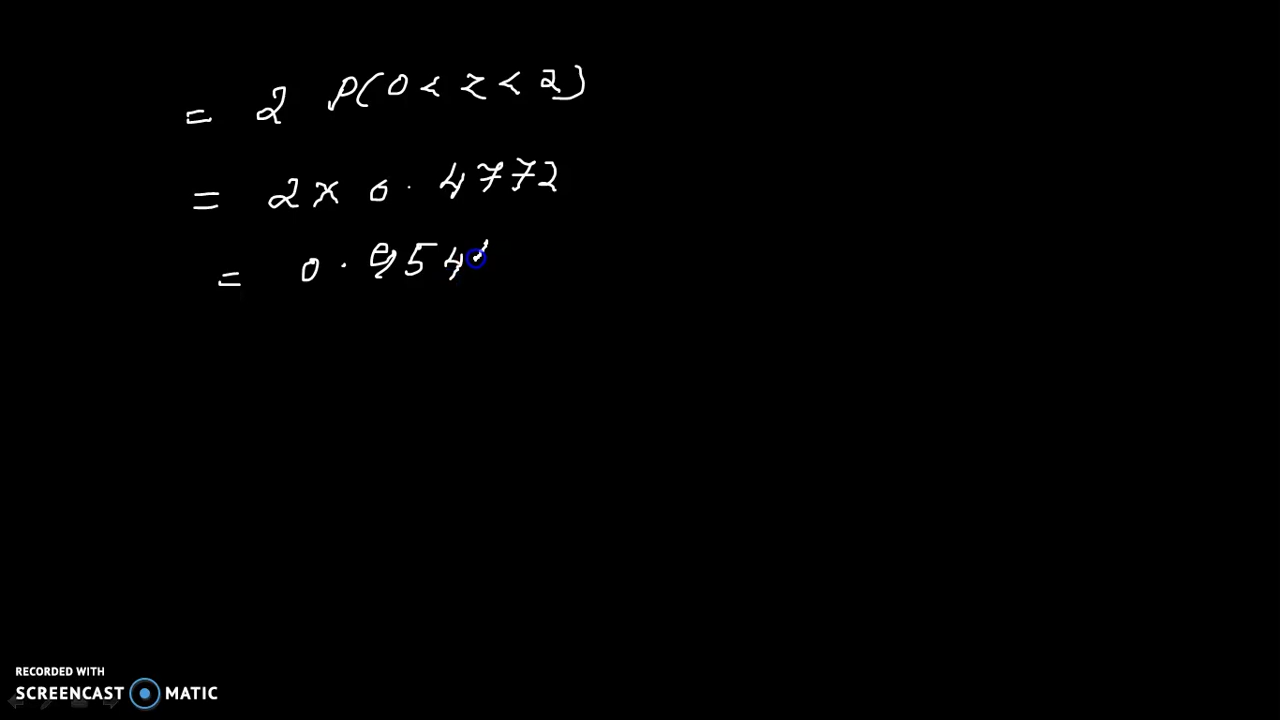 = 2 P(0 < z < 2)
= 2 × 0.4772
= 0.954
RECORDED WITH
SCREENCAST MATIC